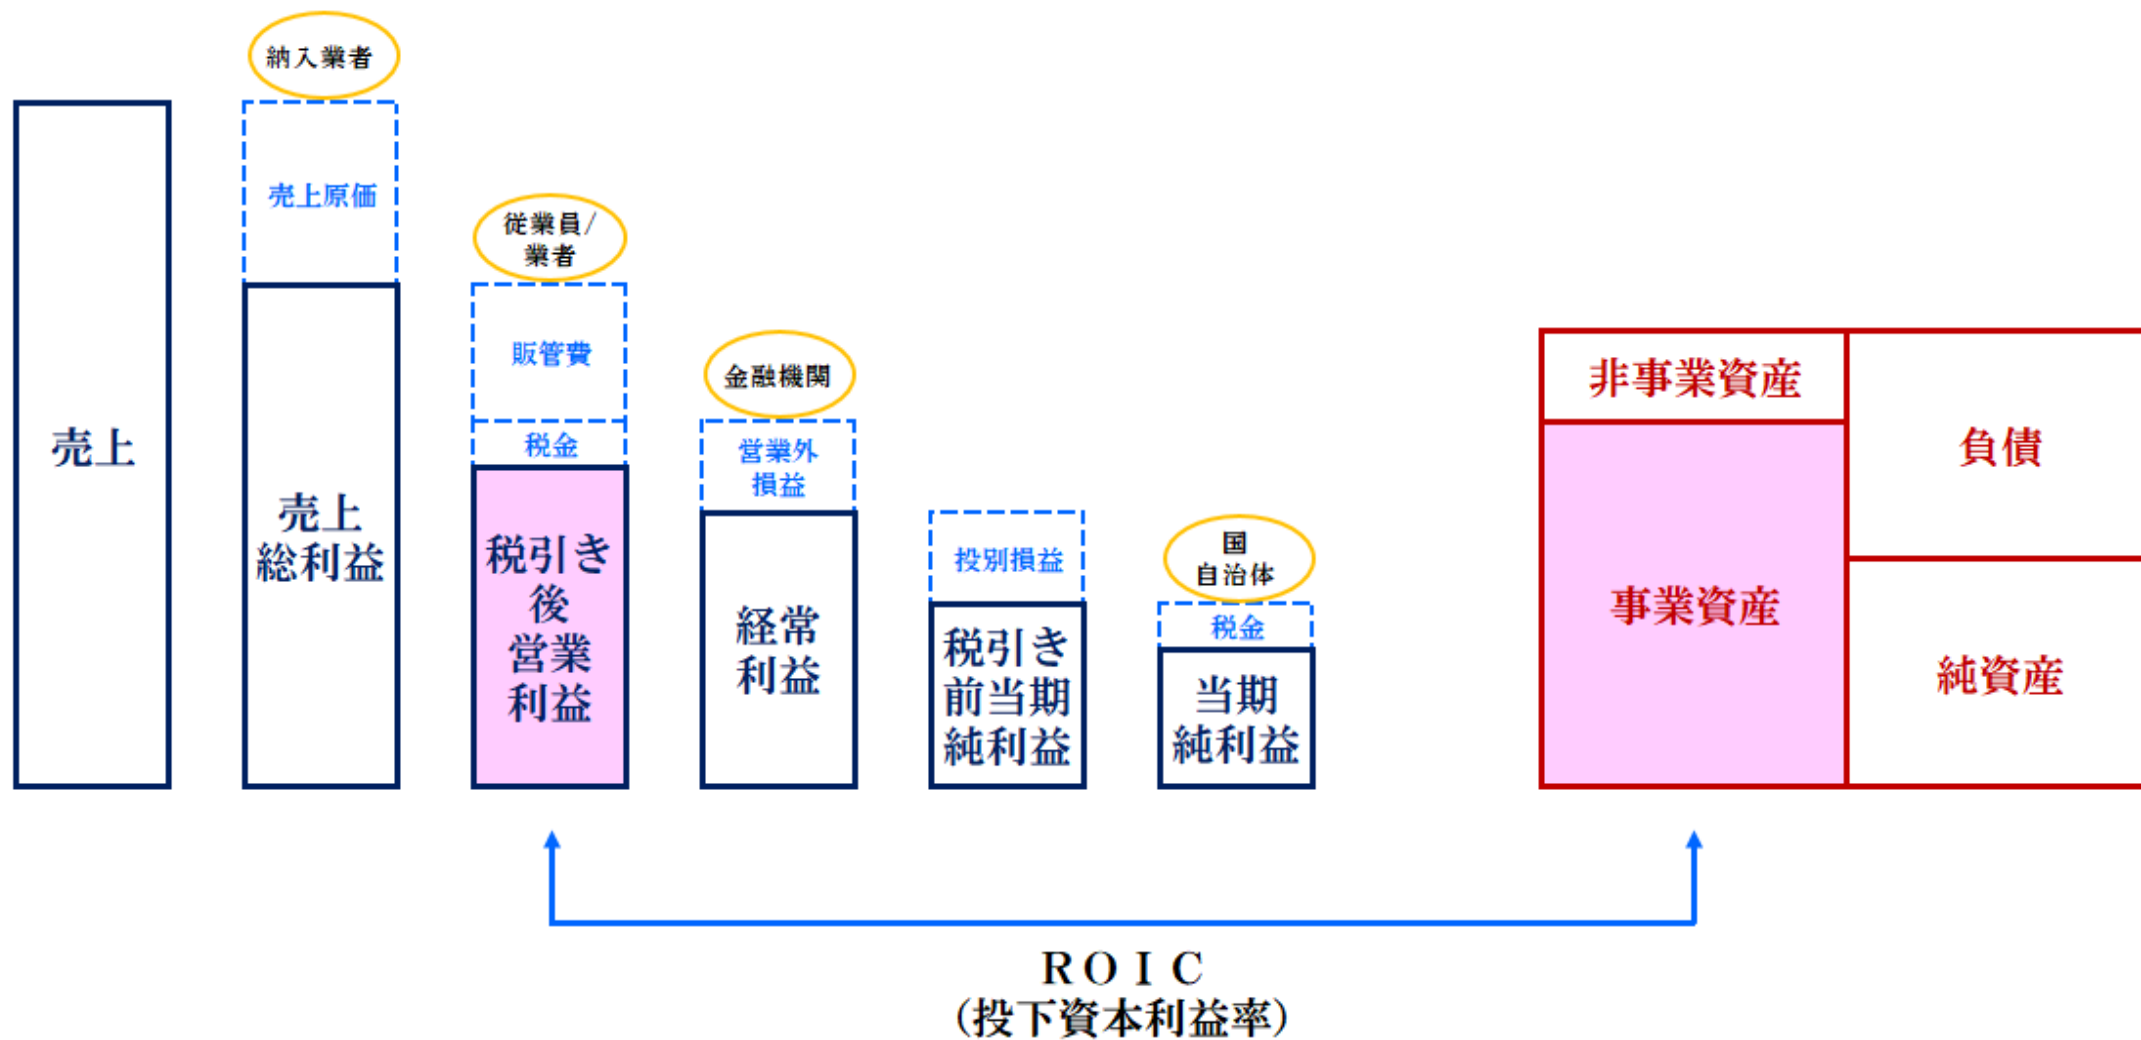 納入業者
売上原価
従業員/
業者
販管費
税金
金融機関
営業外
損益
投別損益
国
自治体
税金
売上
売上
総利益
税引き
後
営業
利益
経常
利益
税引き
前当期
純利益
当期
純利益
非事業資産
事業資産
負債
純資産
ＲＯＩＣ
（投下資本利益率）